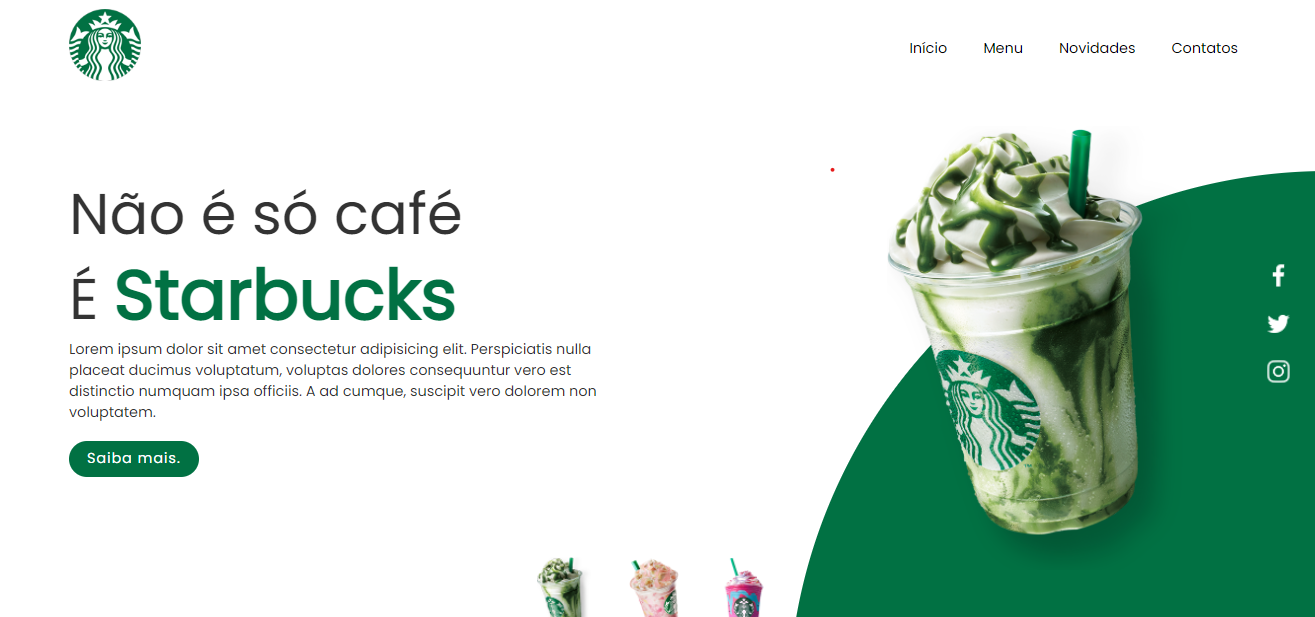 Início Menu Novidades Contatos
Não é só café
É Starbucks
Lorem ipsum dolor sit amet consectetur adipisicing elit. Perspiciatis nulla
placeat ducimus voluptatum, voluptas dolores consequuntur vero est
distinctio numquam ipsa officiis. A ad cumque, suscipit vero dolorem non
voluptatem.
Saiba mais.